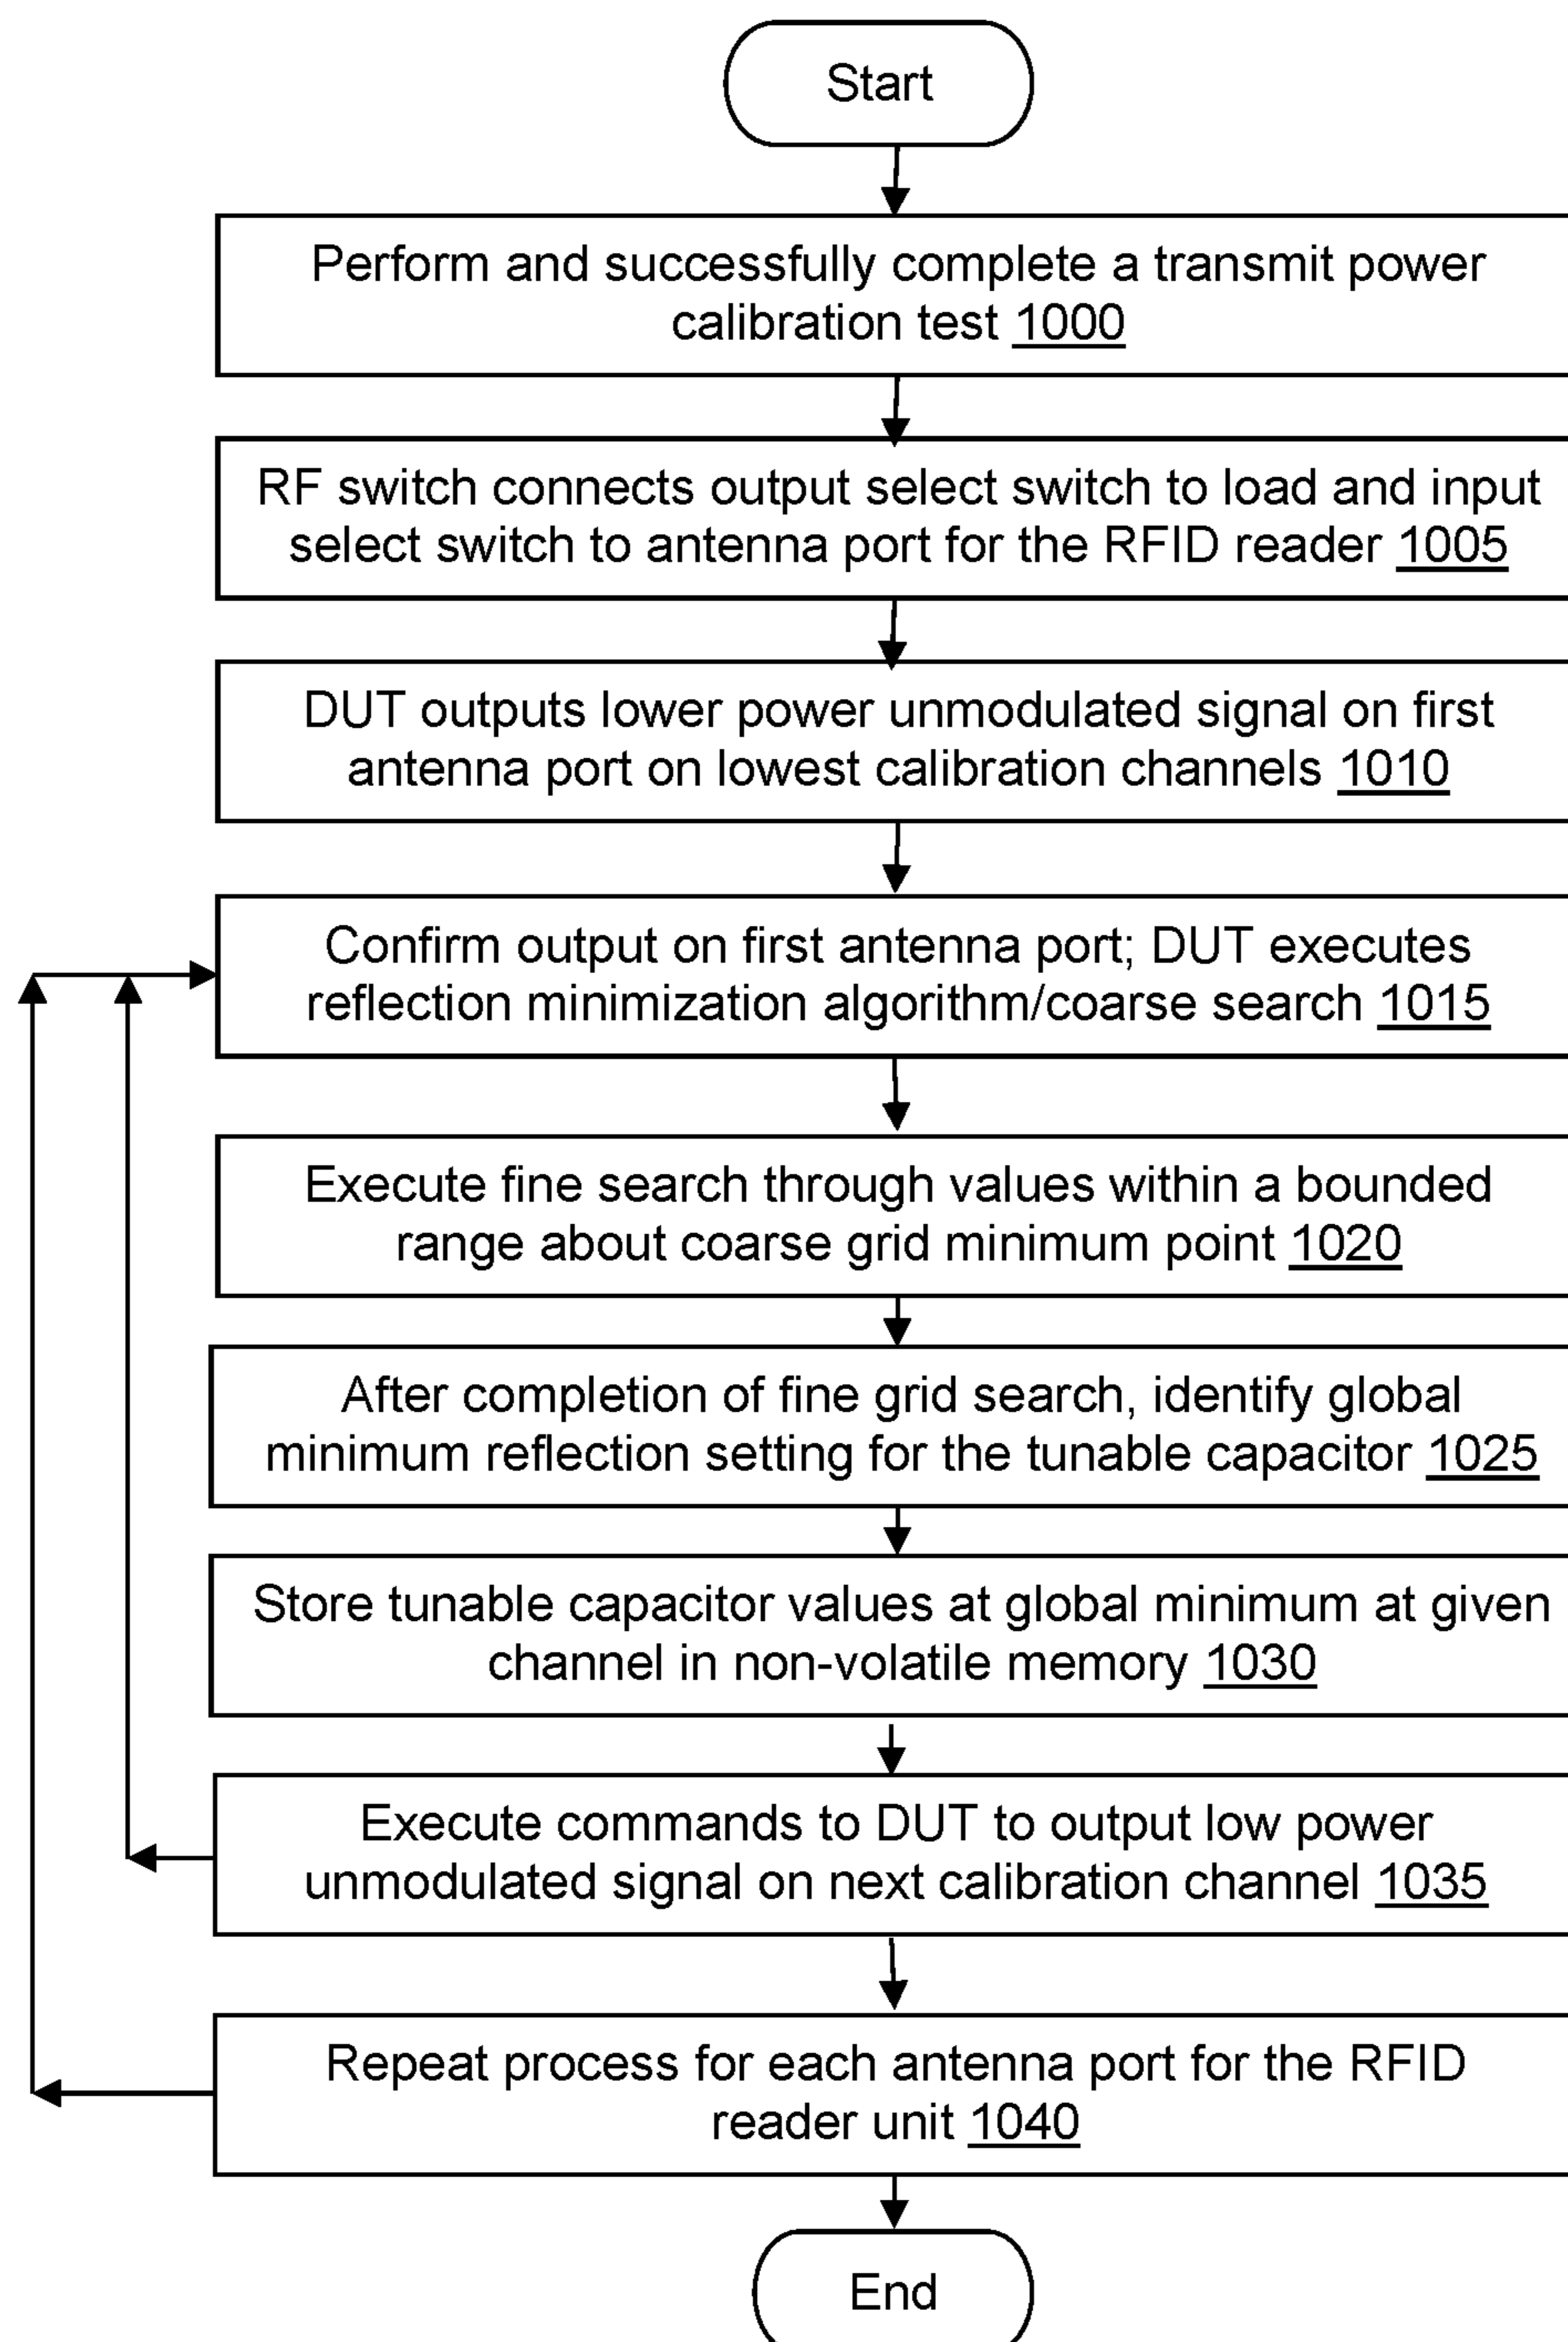 Start
Perform and successfully complete a transmit power
calibration test 1000
RF switch connects output select switch to load and input
select switch to antenna port for the RFID reader 1005
DUT outputs lower power unmodulated signal on first
antenna port on lowest calibration channels 1010
Confirm output on first antenna port; DUT executes
reflection minimization algorithm/coarse search 1015
Execute fine search through values within a bounded
range about coarse grid minimum point 1020
After completion of fine grid search, identify global
minimum reflection setting for the tunable capacitor 1025
Store tunable capacitor values at global minimum at given
channel in non-volatile memory 1030
Execute commands to DUT to output low power
unmodulated signal on next calibration channel 1035
Repeat process for each antenna port for the RFID
reader unit 1040
End